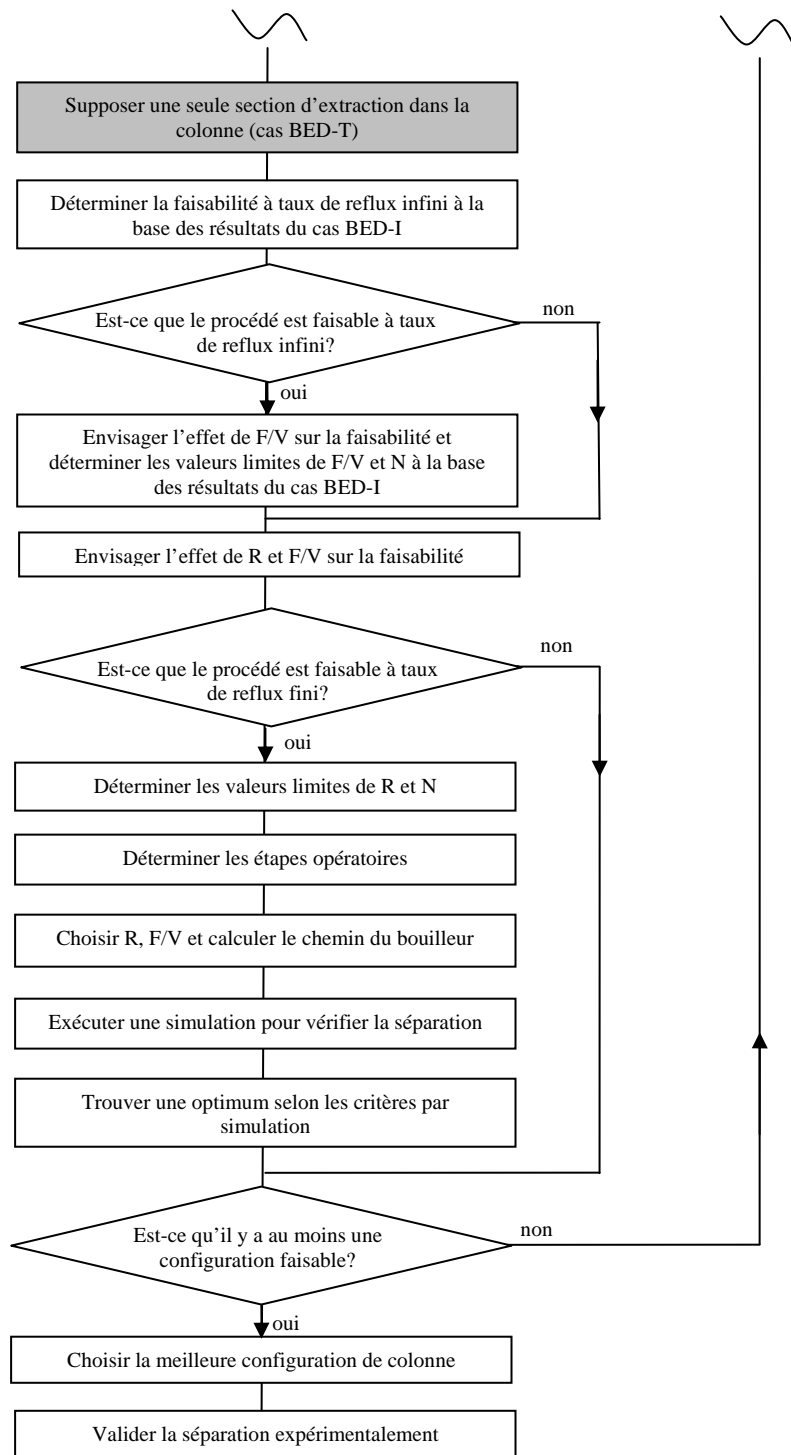 Supposer une seule section d'extraction dans la
colonne (cas BED-T)
Déterminer la faisabilité à taux de reflux infini à la
base des résultats du cas BED-I
non
Est-ce que le procédé est faisable à taux
de reflux infini?
oui
Envisager l'effet de F/V sur la faisabilité et
déterminer les valeurs limites de F/V et N à la base
des résultats du cas BED-I
Envisager l'effet de R et F/V sur la faisabilité
non
Est-ce que le procédé est faisable à taux
de reflux fini?
oui
Déterminer les valeurs limites de R et N
Déterminer les étapes opératoires
Choisir R, F/V et calculer le chemin du bouilleur
Exécuter une simulation pour vérifier la séparation
Trouver une optimum selon les critères par
simulation
Est-ce qu'il y a au moins une
configuration faisable?
non
oui
Choisir la meilleure configuration de colonne
Valider la séparation expérimentalement